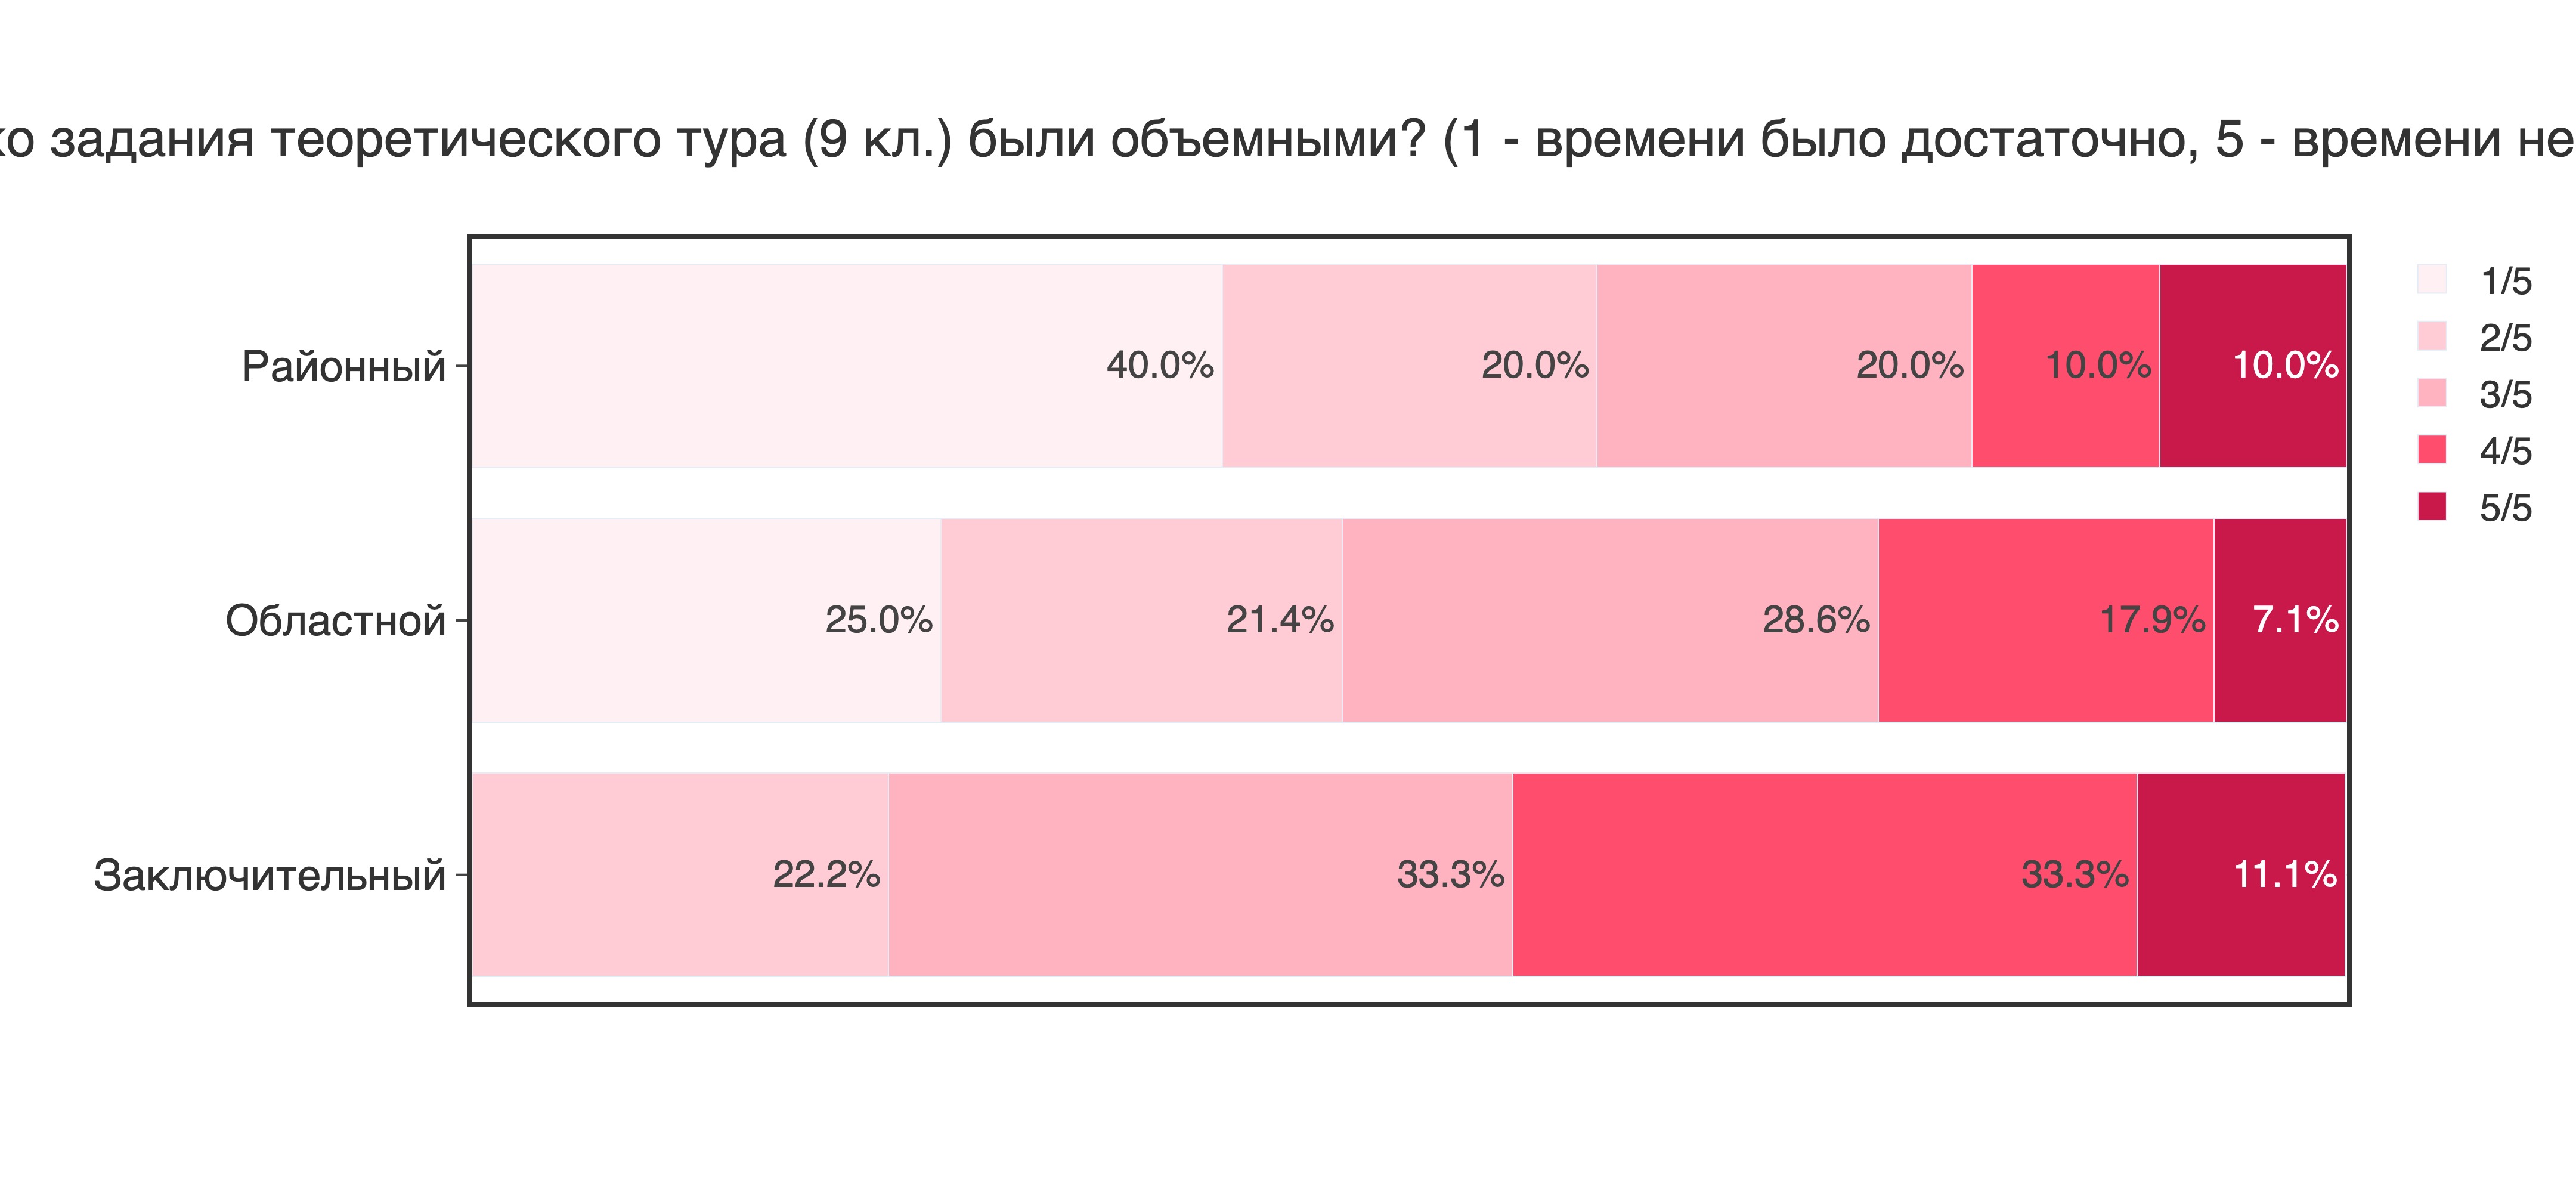 ко задания теоретического тура (9 кл.) были объемными? (1 - времени было достаточно, 5 - времени не
Районный
40.0% 20.0% 20.0% 10.0% 10.0%
Областной
25.0% 21.4% 28.6% 17.9% 7.1%
Заключительный
22.2% 33.3% 33.3% 11.1%
1/5
2/5
3/5
4/5
5/5